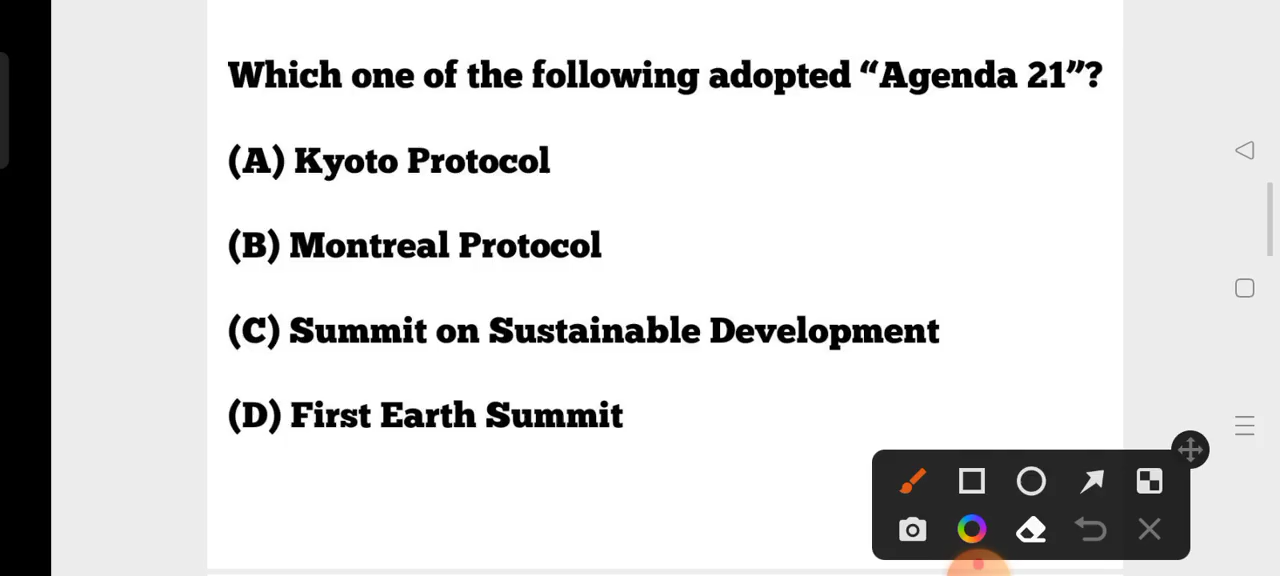 Which one of the following adopted “Agenda 21”?
(A) Kyoto Protocol
(B) Montreal Protocol
(C) Summit on Sustainable Development
(D) First Earth Summit